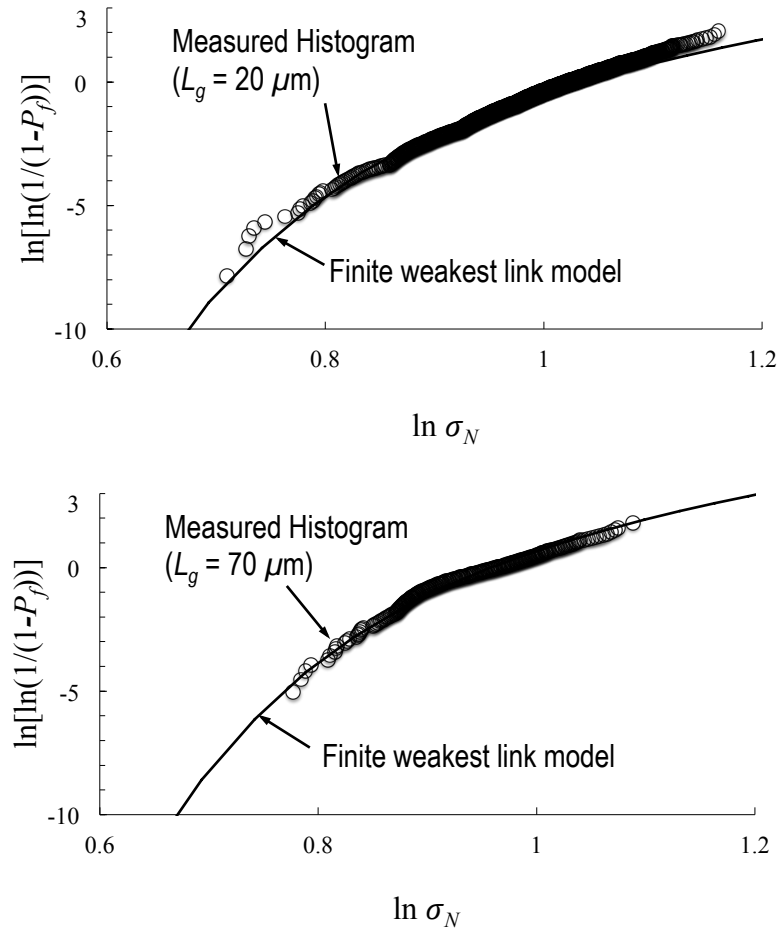 3
Measured Histogram
(Lg = 20 μm)
0
ln[ln(1/(1-Pf))]
-5
Finite weakest link model
-10
0.6 0.8 1 1.2
ln σN
3
Measured Histogram
(Lg = 70 μm)
0
ln[ln(1/(1-Pf))]
-5
Finite weakest link model
-10
0.6 0.8 1 1.2
ln σN